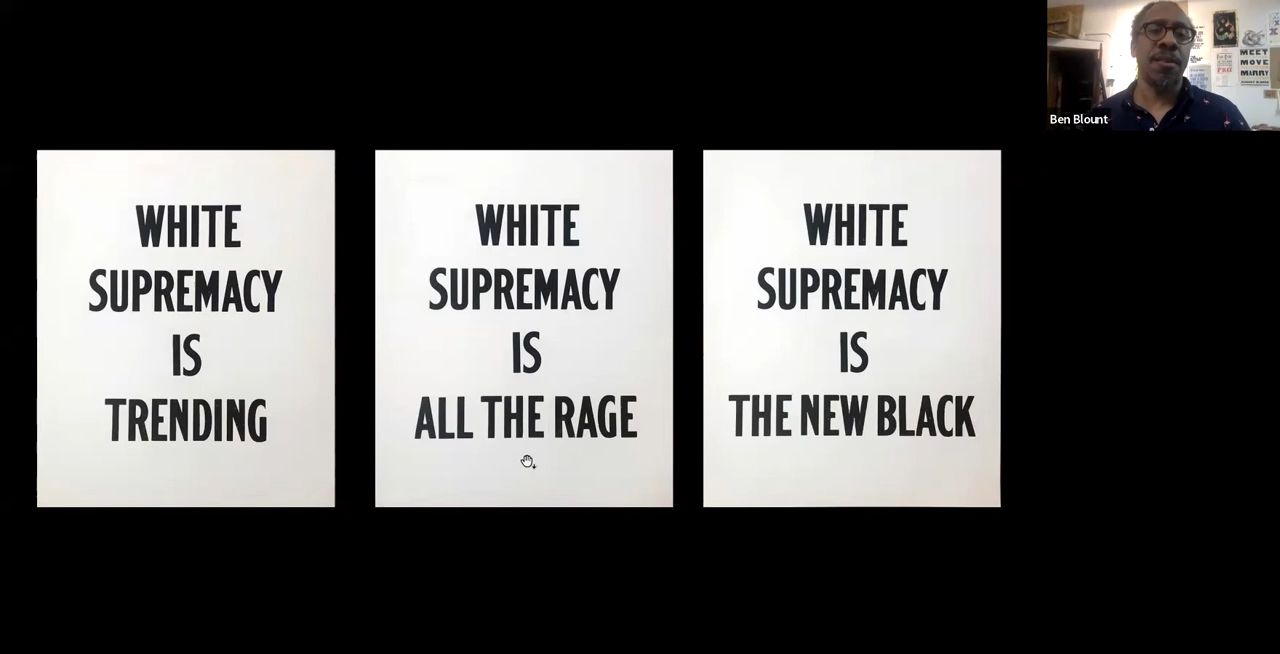 WHITE
SUPREMACY
IS
TRENDING
WHITE
SUPREMACY
IS
ALL THE RAGE
WHITE
SUPREMACY
IS
THE NEW BLACK
Ben Blount
MEET
MOVE
MARRY